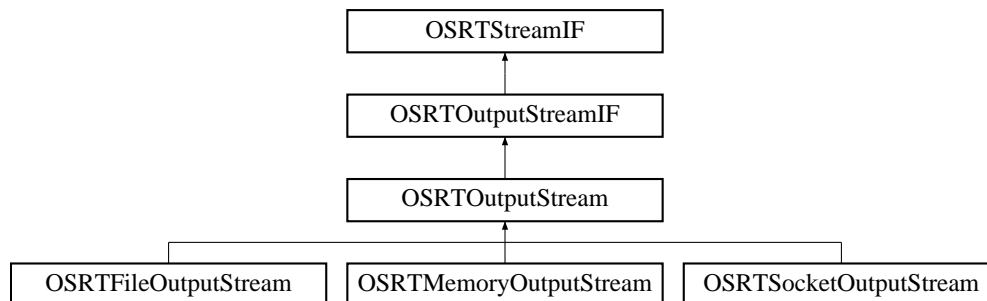 OSRTStreamIF
OSRTOutputStreamIF
OSRTOutputStream
OSRTFileOutputStream
OSRTMemoryOutputStream
OSRTSocketOutputStream